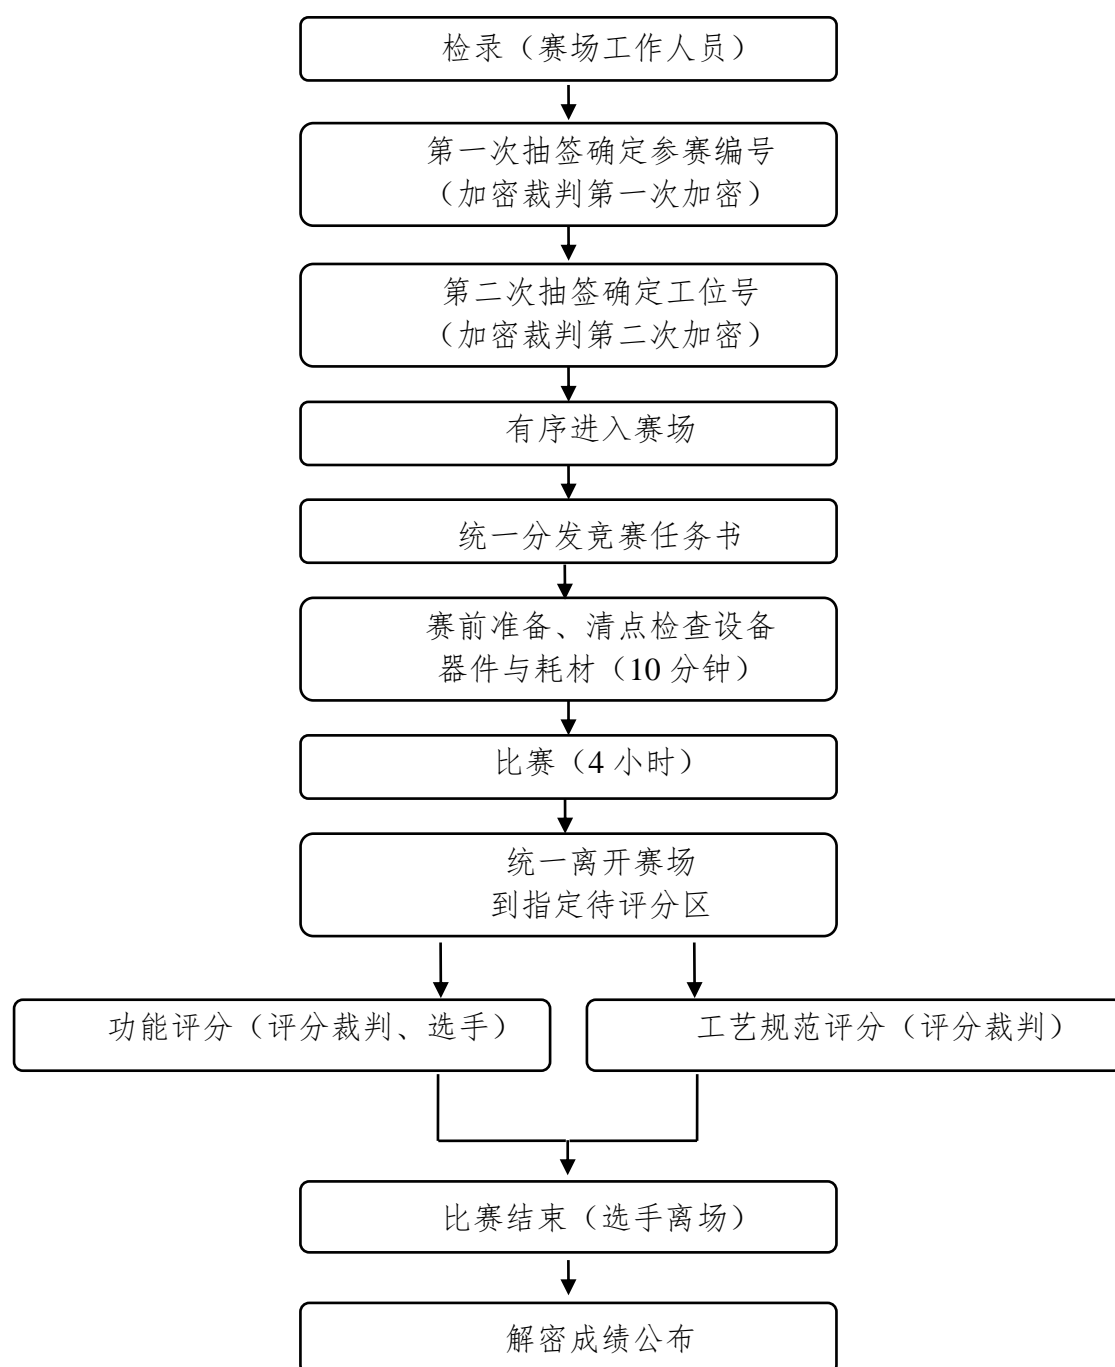 检录（赛场工作人员）
第一次抽签确定参赛编号
（加密裁判第一次加密）
第二次抽签确定工位号
（加密裁判第二次加密）
有序进入赛场
统一分发竞赛任务书
赛前准备、清点检查设备
器件与耗材（10 分钟）
比赛（4 小时）
统一离开赛场
到指定待评分区
功能评分（评分裁判、选手）
工艺规范评分（评分裁判）
比赛结束（选手离场）
解密成绩公布